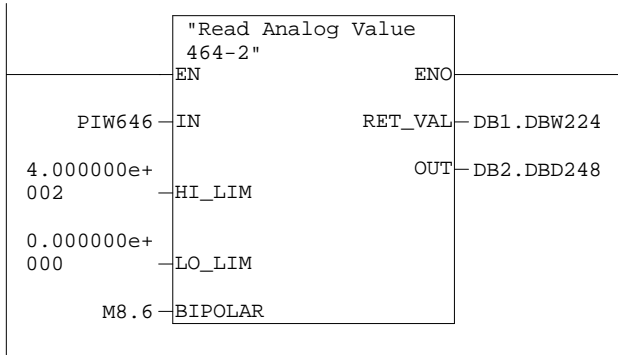 "Read Analog Value
464-2"
EN ENO
PIW646 IN RET_VAL DB1.DBW224
4.000000e+ OUT DB2.DBD248
002 HI_LIM
0.000000e+
000 LO_LIM
M8.6 BIPOLAR